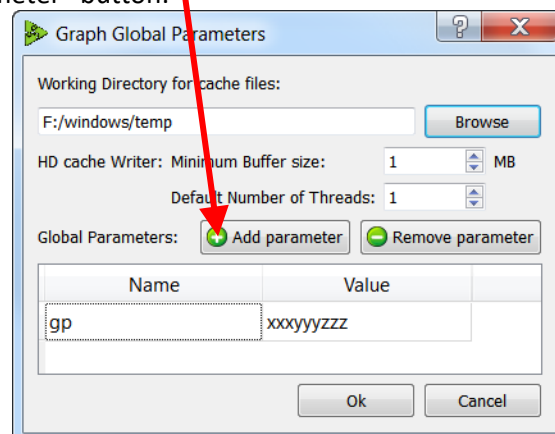 meter" button.
Graph Global Parameters
Working Directory for cache files:
F:/windows/temp Browse
HD cache Writer: Minimum Buffer size: 1 MB
Default Number of Threads: 1
Global Parameters: Add parameter Remove parameter
Name Value
gp xxxyyyzzz
Ok Cancel